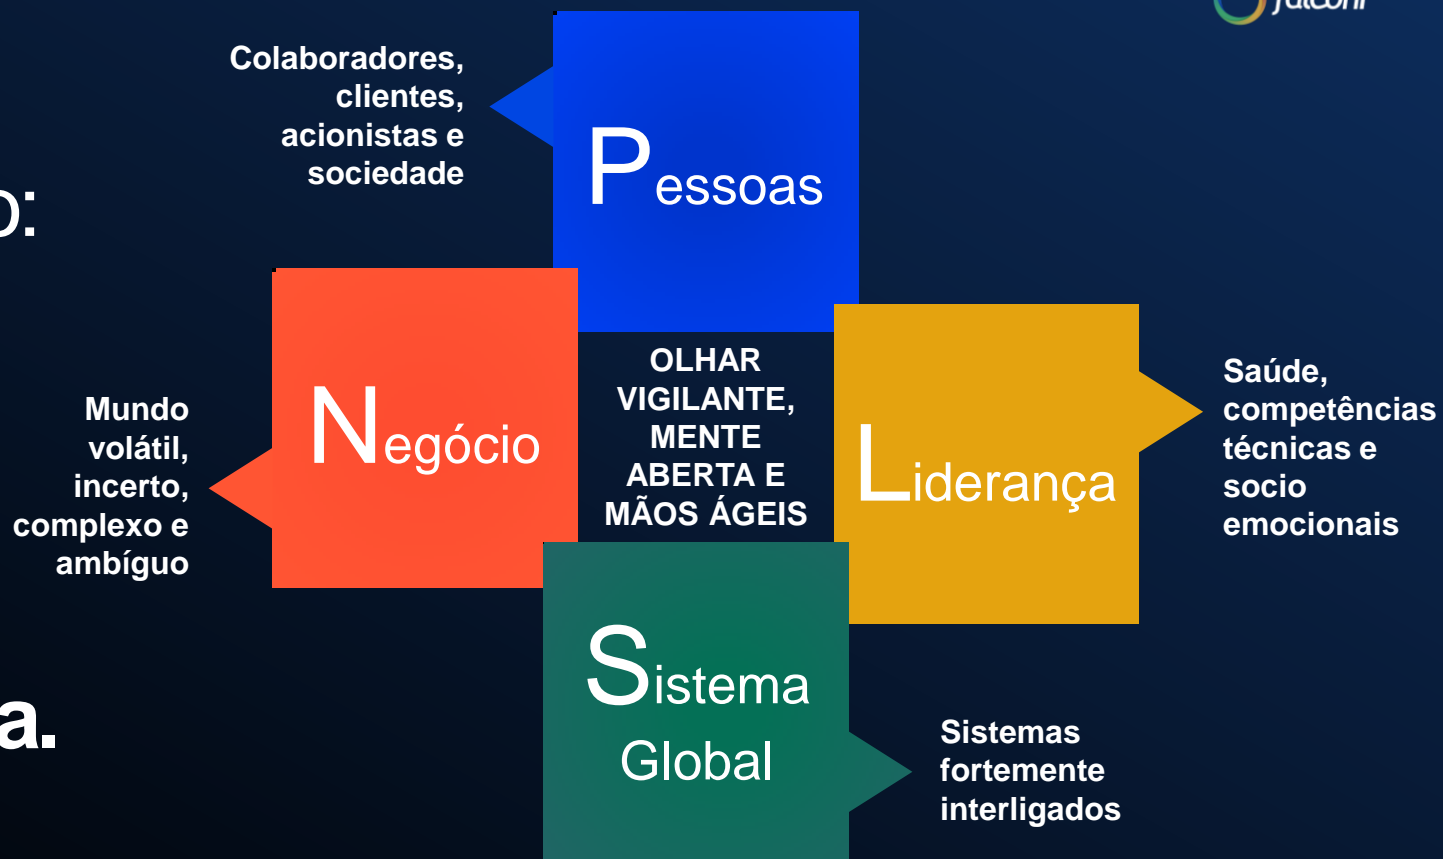 falconi
Colaboradores,
clientes,
acionistas e
sociedade
Pessoas
o:
Negócio
Mundo
volátil,
incerto,
complexo e
ambíguo
OLHAR
VIGILANTE,
MENTE
ABERTA E
MÃOS ÁGEIS
Liderança
Saúde,
competências
técnicas e
socio
emocionais
Sistema
Global
a.
Sistemas
fortemente
interligados